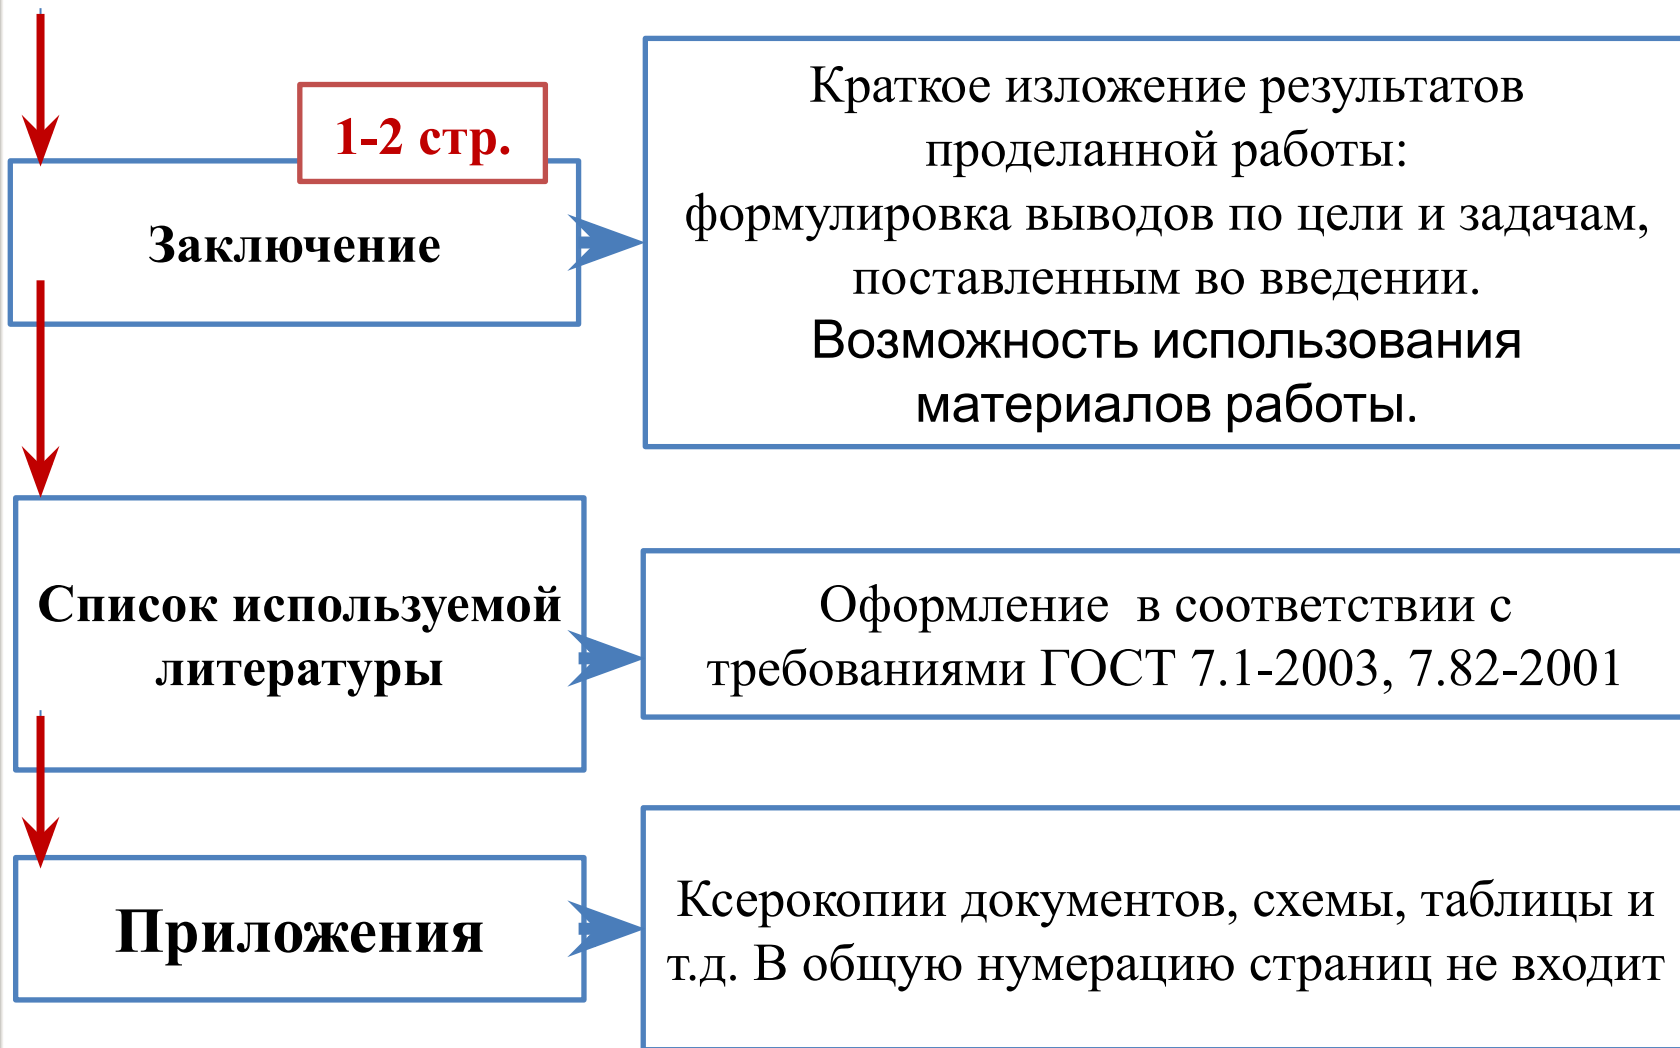 1-2 стр.
Заключение
Краткое изложение результатов
проделанной работы:
формулировка выводов по цели и задачам,
поставленным во введении.
Возможность использования
материалов работы.
Список используемой
литературы
Оформление  в соответствии с
требованиями ГОСТ 7.1-2003, 7.82-2001
Приложения
Ксерокопии документов, схемы, таблицы и
т.д. В общую нумерацию страниц не входит